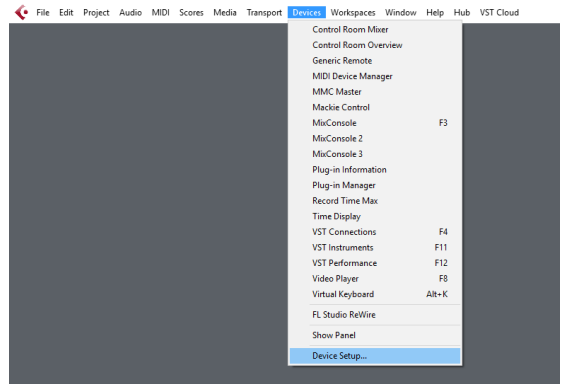 File Edit Project Audio MIDI Scores Media Transport Devices Workspaces Window Help Hub VST Cloud
Control Room Mixer
Control Room Overview
Generic Remote
MIDI Device Manager
MMC Master
Mackie Control
MixConsole F3
MixConsole 2
MixConsole 3
Plug-in Information
Plug-in Manager
Record Time Max
Time Display
VST Connections F4
VST Instruments F11
VST Performance F12
Video Player F8
Virtual Keyboard Alt+K
FL Studio ReWire
Show Panel
Device Setup...